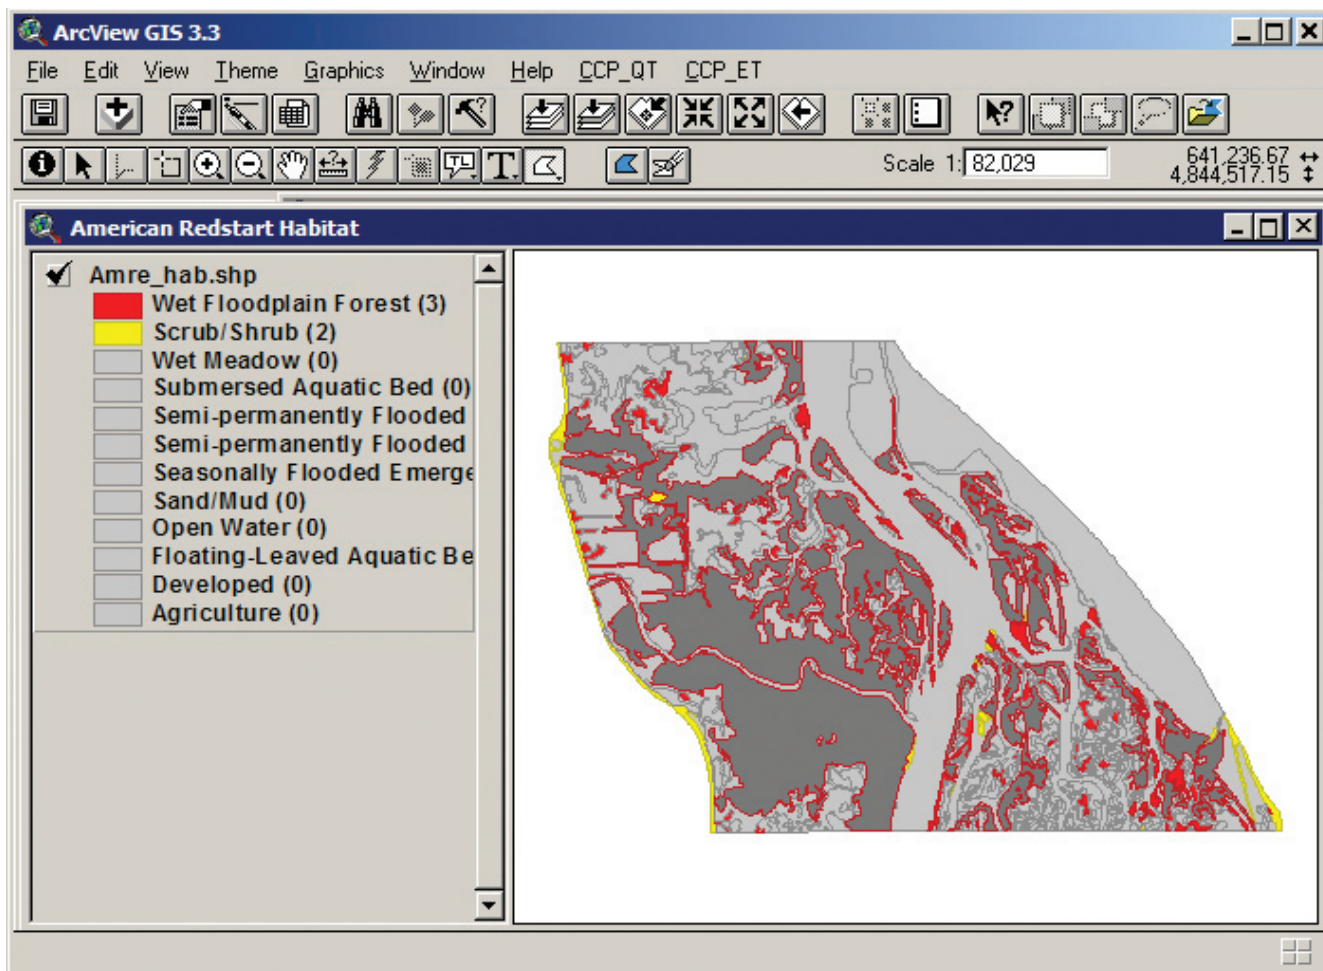 ArcView GIS 3.3
File Edit View Theme Graphics Window Help CCP_QT CCP_ET
TL T Scale 1: 82,029 641,236.67
4,844,517.15
American Redstart Habitat
Amre_hab.shp
Wet Floodplain Forest (3)
Scrub/Shrub (2)
Wet Meadow (0)
Submersed Aquatic Bed (0)
Semi-permanently Flooded
Semi-permanently Flooded
Seasonally Flooded Emerge
Sand/Mud (0)
Open Water (0)
Floating-Leaved Aquatic Be
Developed (0)
Agriculture (0)